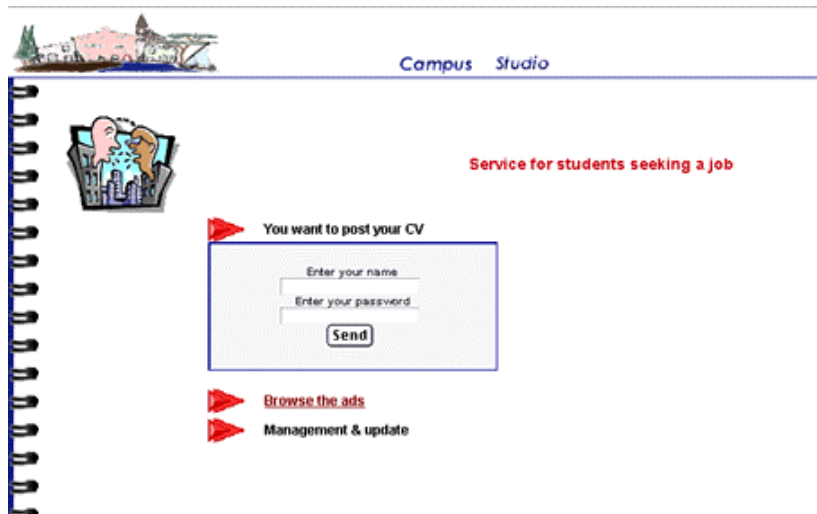 Campus Studio
Service for students seeking a job
You want to post your CV
Enter your name
Enter your password
Send
Browse the ads
Management & update